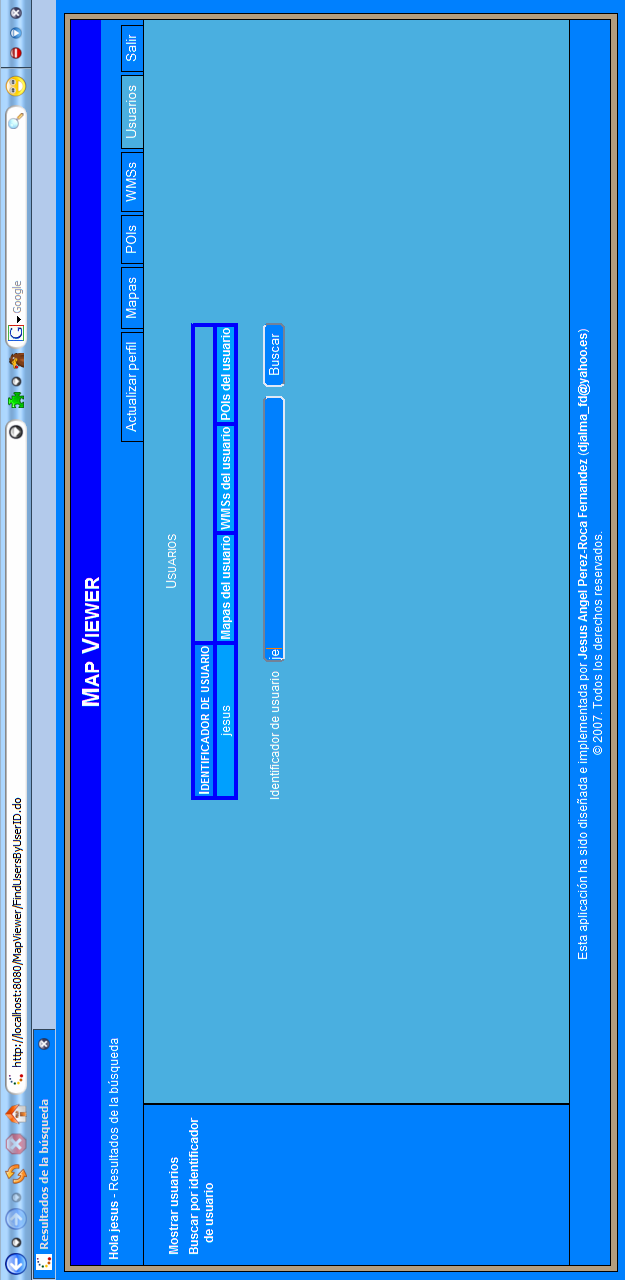 http://localhost:8080/MapViewer/FindUsersByUserID.do
Google
Resultados de la búsqueda
MAP VIEWER
Hola jesus - Resultados de la búsqueda
Actualizar perfil Mapas POIs WMSs Usuarios Salir
Mostrar usuarios
Buscar por identificador
de usuario
USUARIOS
IDENTIFICADOR DE USUARIO
jesus Mapas del usuario WMSs del usuario POIs del usuario
Identificador de usuario je Buscar
Esta aplicación ha sido diseñada e implementada por Jesus Angel Perez-Roca Fernandez (djalma_fd@yahoo.es)
© 2007. Todos los derechos reservados.